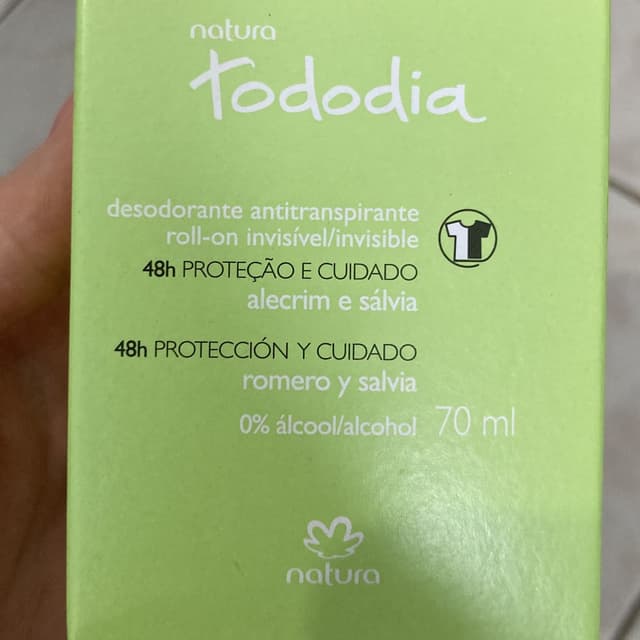 natura
tododia
desodorante antitranspirante
roll-on invisível/invisible
48h PROTEÇÃO E CUIDADO
alecrim e sálvia
48h PROTECCIÓN Y CUIDADO
romero y salvia
0% álcool/alcohol 70 ml
natura